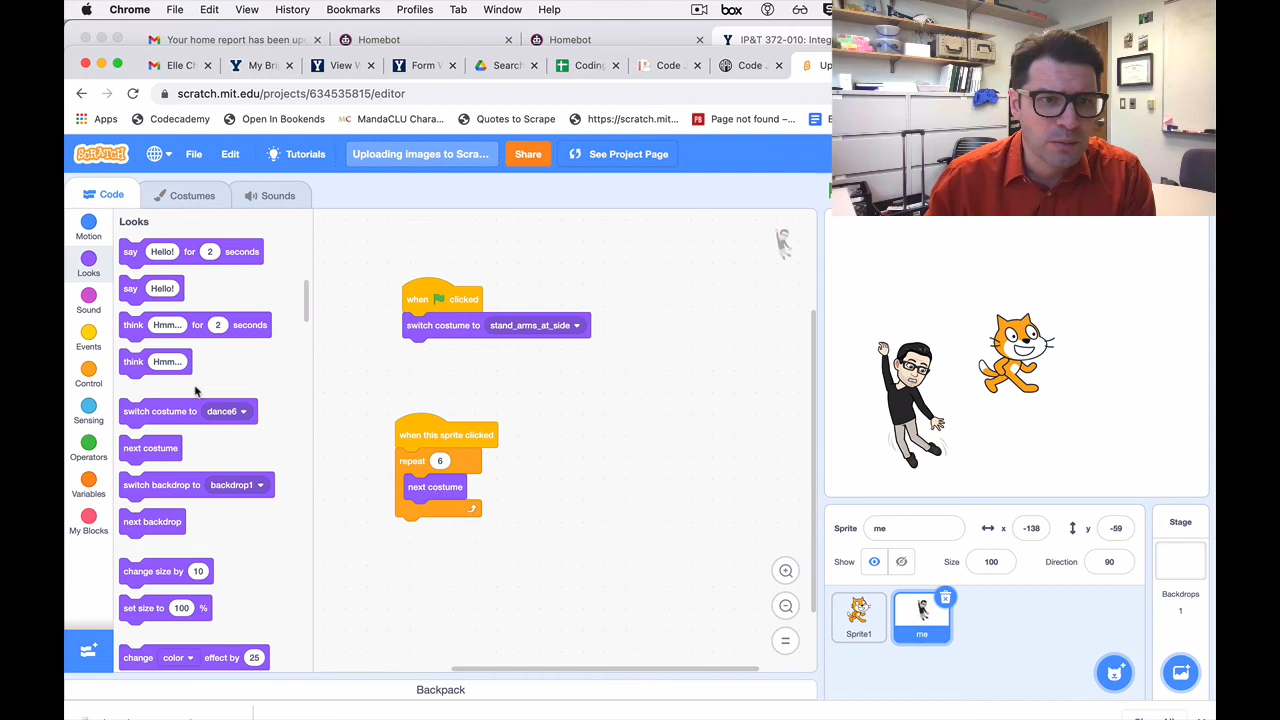 Chrome File Edit View History Bookmarks Profiles Tab Window Help box
Your home report has been up Homebot Homebot IP&T 372-010: Inte
Elle Ch My Bri View W Form V Search Coding Code Code J Up
scratch.mit.edu/projects/634535815/editor
Apps Codecademy Open In Bookends MC MandaCLU Chara... Quotes to Scrape https://scratch.mit... PB Page not found –...
SCRATCH File Edit Tutorials Uploading images to Scra... Share See Project Page
Code Costumes Sounds
Motion
Looks
Sound
Events
Control
Sensing
Operators
Variables
My Blocks
Looks
say Hello! for 2 seconds
say Hello!
think Hmm... for 2 seconds
think Hmm...
switch costume to dance6
next costume
switch backdrop to backdrop1
next backdrop
change size by 10
set size to 100 %
change color effect by 25
when clicked
switch costume to stand_arms_at_side
when this sprite clicked
repeat 6
next costume
Sprite me x -138 y -59
Show Size 100 Direction 90
Sprite1 me
Stage
Backdrops
1
Backpack